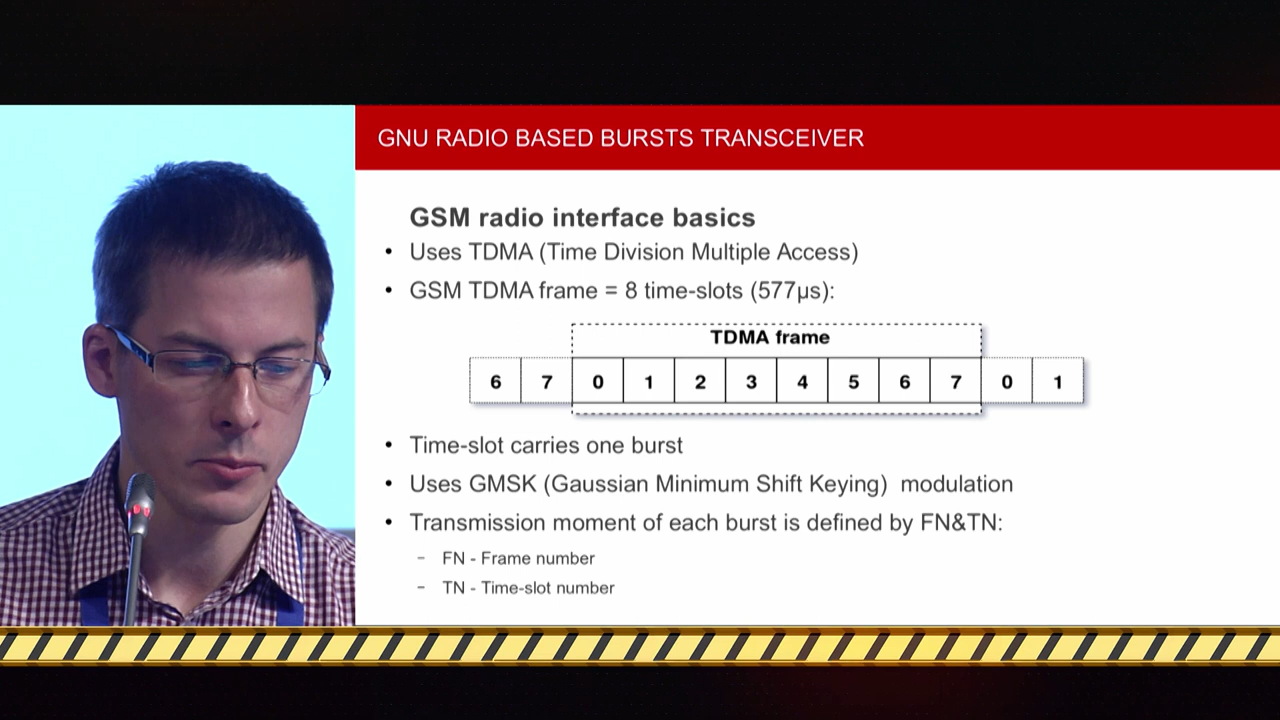 GNU RADIO BASED BURSTS TRANSCEIVER
GSM radio interface basics
• Uses TDMA (Time Division Multiple Access)
• GSM TDMA frame = 8 time-slots (577µs):
TDMA frame
6 7 0 1 2 3 4 5 6 7 0 1
• Time-slot carries one burst
• Uses GMSK (Gaussian Minimum Shift Keying) modulation
• Transmission moment of each burst is defined by FN&TN:
– FN - Frame number
– TN - Time-slot number